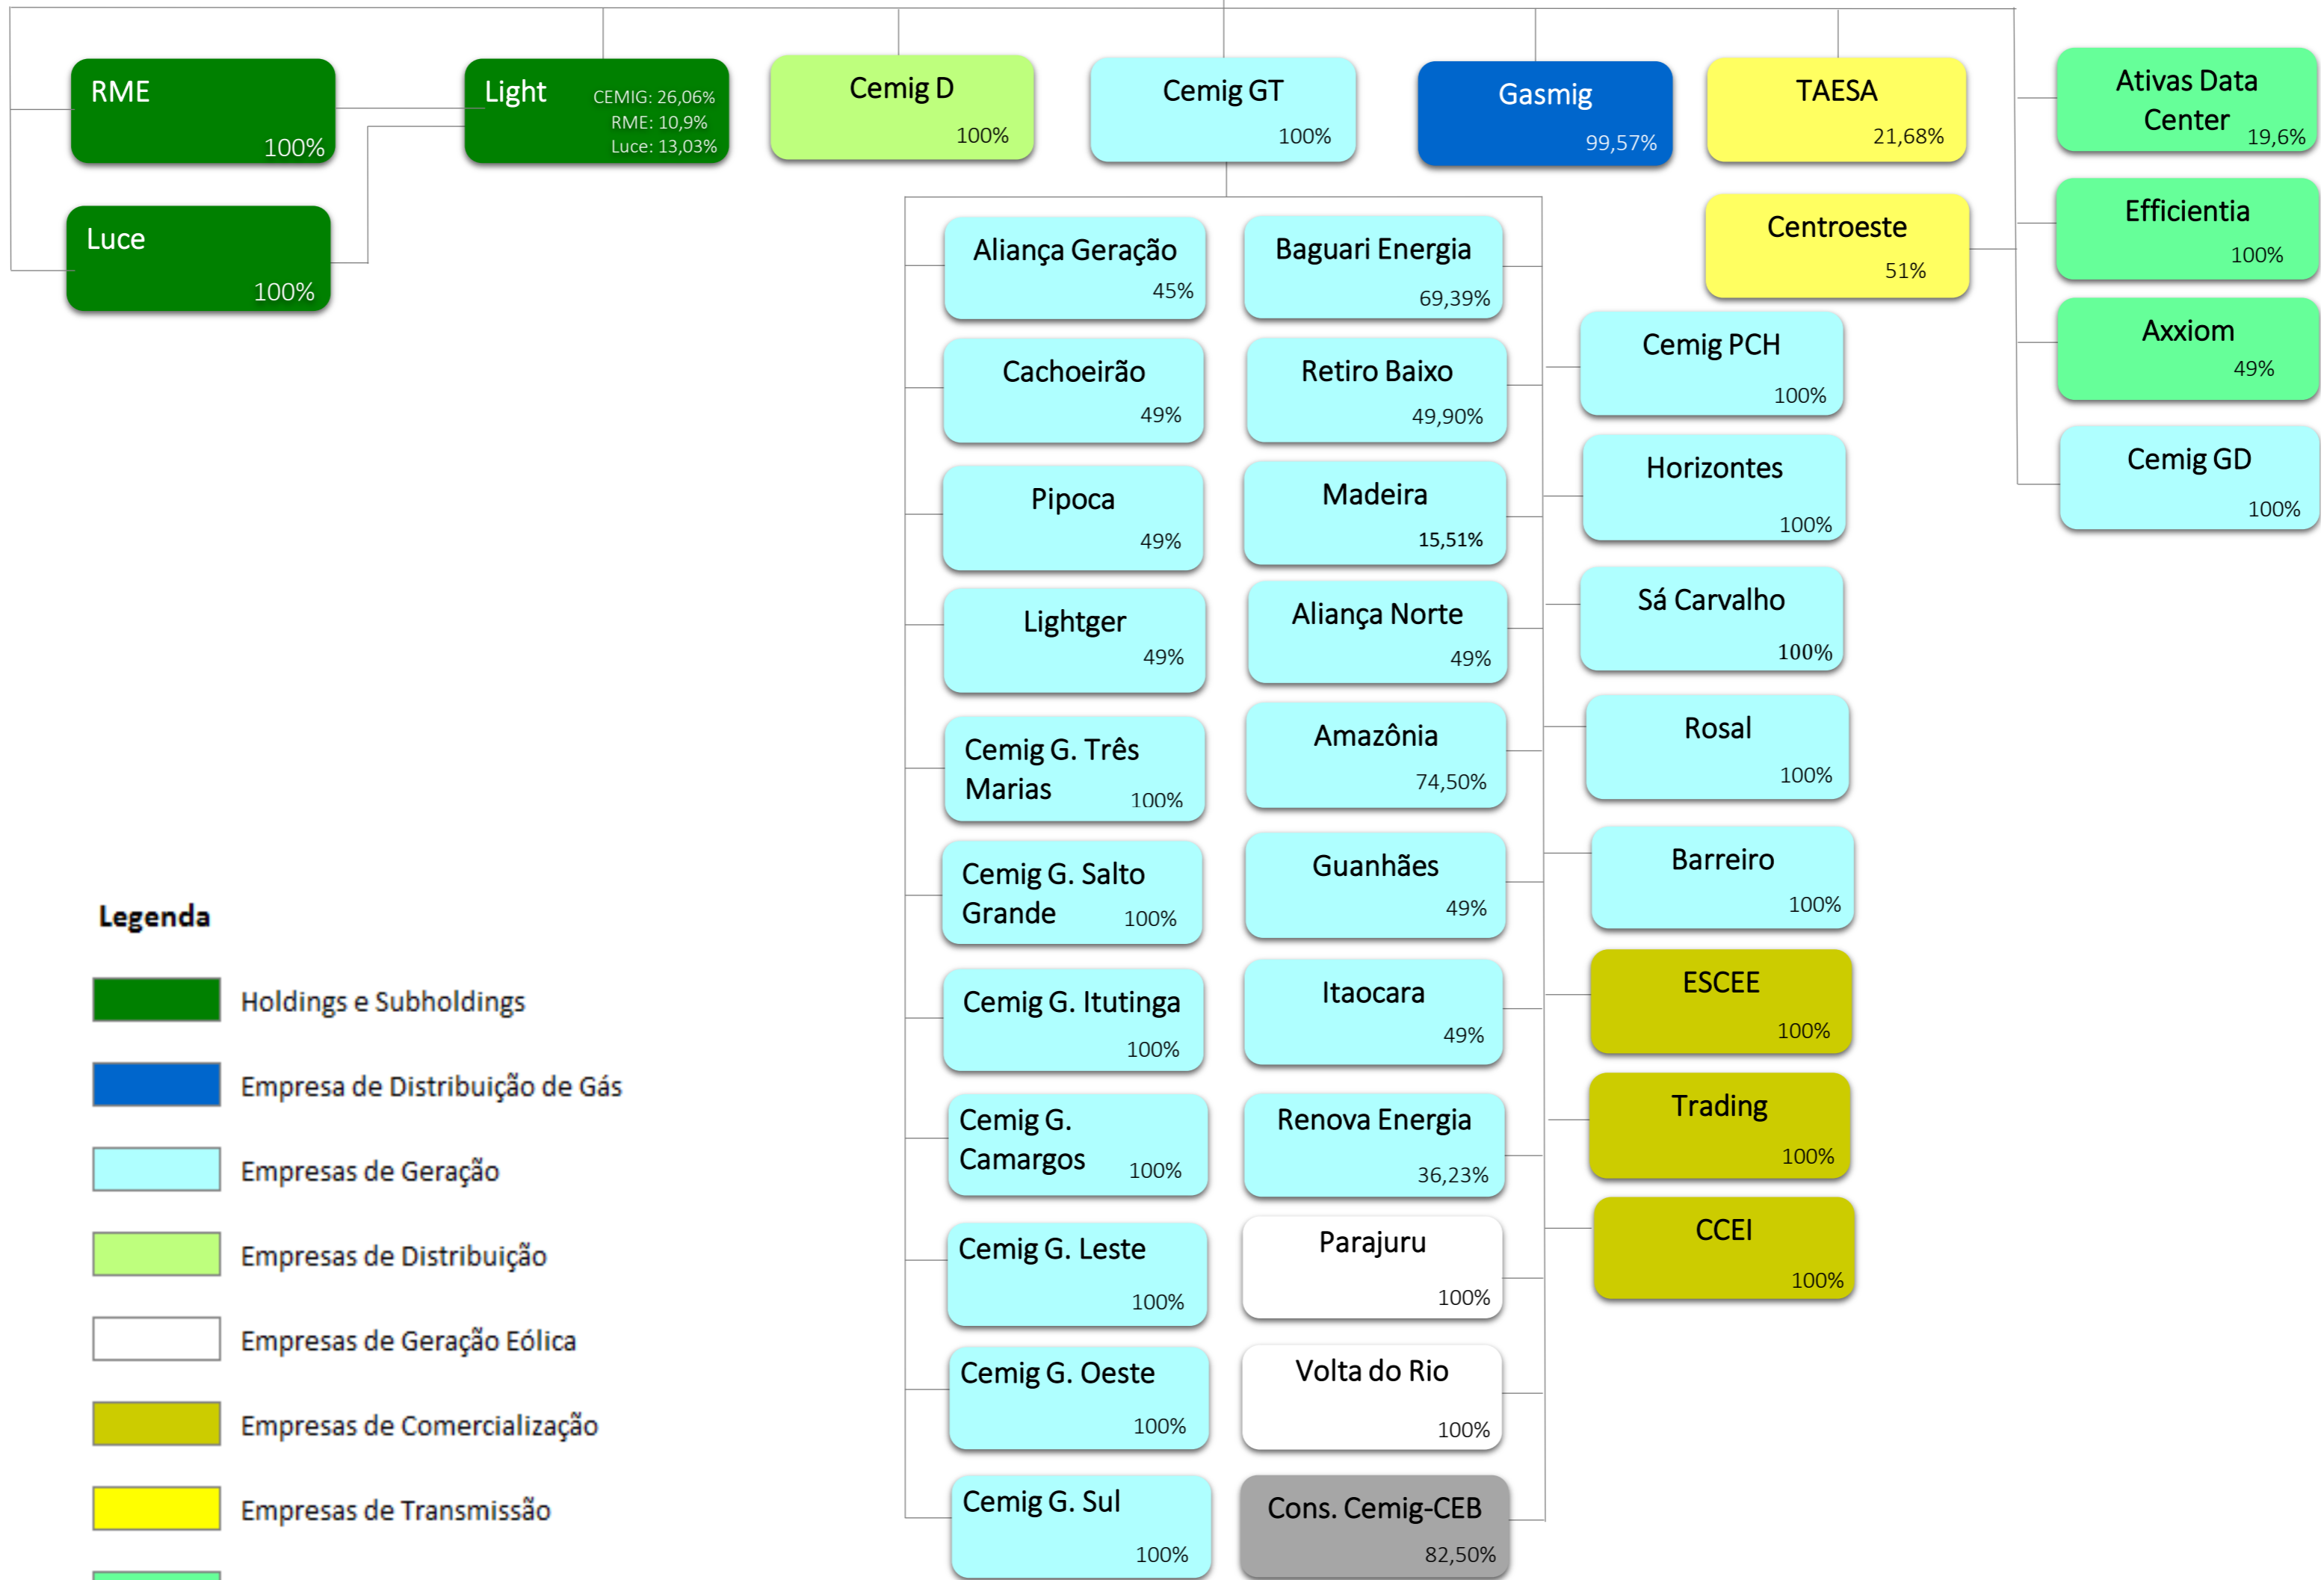 RME
100%
Light
CEMIG: 26,06%
RME: 10,9%
Luce: 13,03%
Cemig D
100%
Cemig GT
100%
Gasmig
99,57%
TAESA
21,68%
Ativas Data
Center
19,6%
Luce
100%
Centroeste
51%
Efficientia
100%
Axxiom
49%
Cemig GD
100%
Aliança Geração
45%
Cachoeirão
49%
Pipoca
49%
Lightger
49%
Cemig G. Três
Marias
100%
Cemig G. Salto
Grande
100%
Cemig G. Itutinga
100%
Cemig G.
Camargos
100%
Cemig G. Leste
100%
Cemig G. Oeste
100%
Cemig G. Sul
100%
Baguari Energia
69,39%
Retiro Baixo
49,90%
Madeira
15,51%
Aliança Norte
49%
Amazônia
74,50%
Guanhães
49%
Itaocara
49%
Renova Energia
36,23%
Parajuru
100%
Volta do Rio
100%
Cons. Cemig-CEB
82,50%
Cemig PCH
100%
Horizontes
100%
Sá Carvalho
100%
Rosal
100%
Barreiro
100%
ESCEE
100%
Trading
100%
CCEI
100%
Legenda
Holdings e Subholdings
Empresa de Distribuição de Gás
Empresas de Geração
Empresas de Distribuição
Empresas de Geração Eólica
Empresas de Comercialização
Empresas de Transmissão